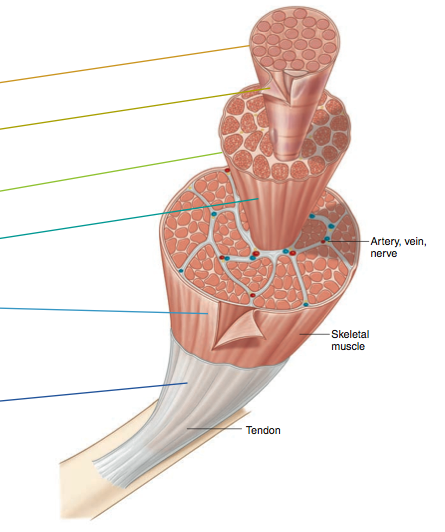 Artery, vein,
nerve
Skeletal
muscle
Tendon